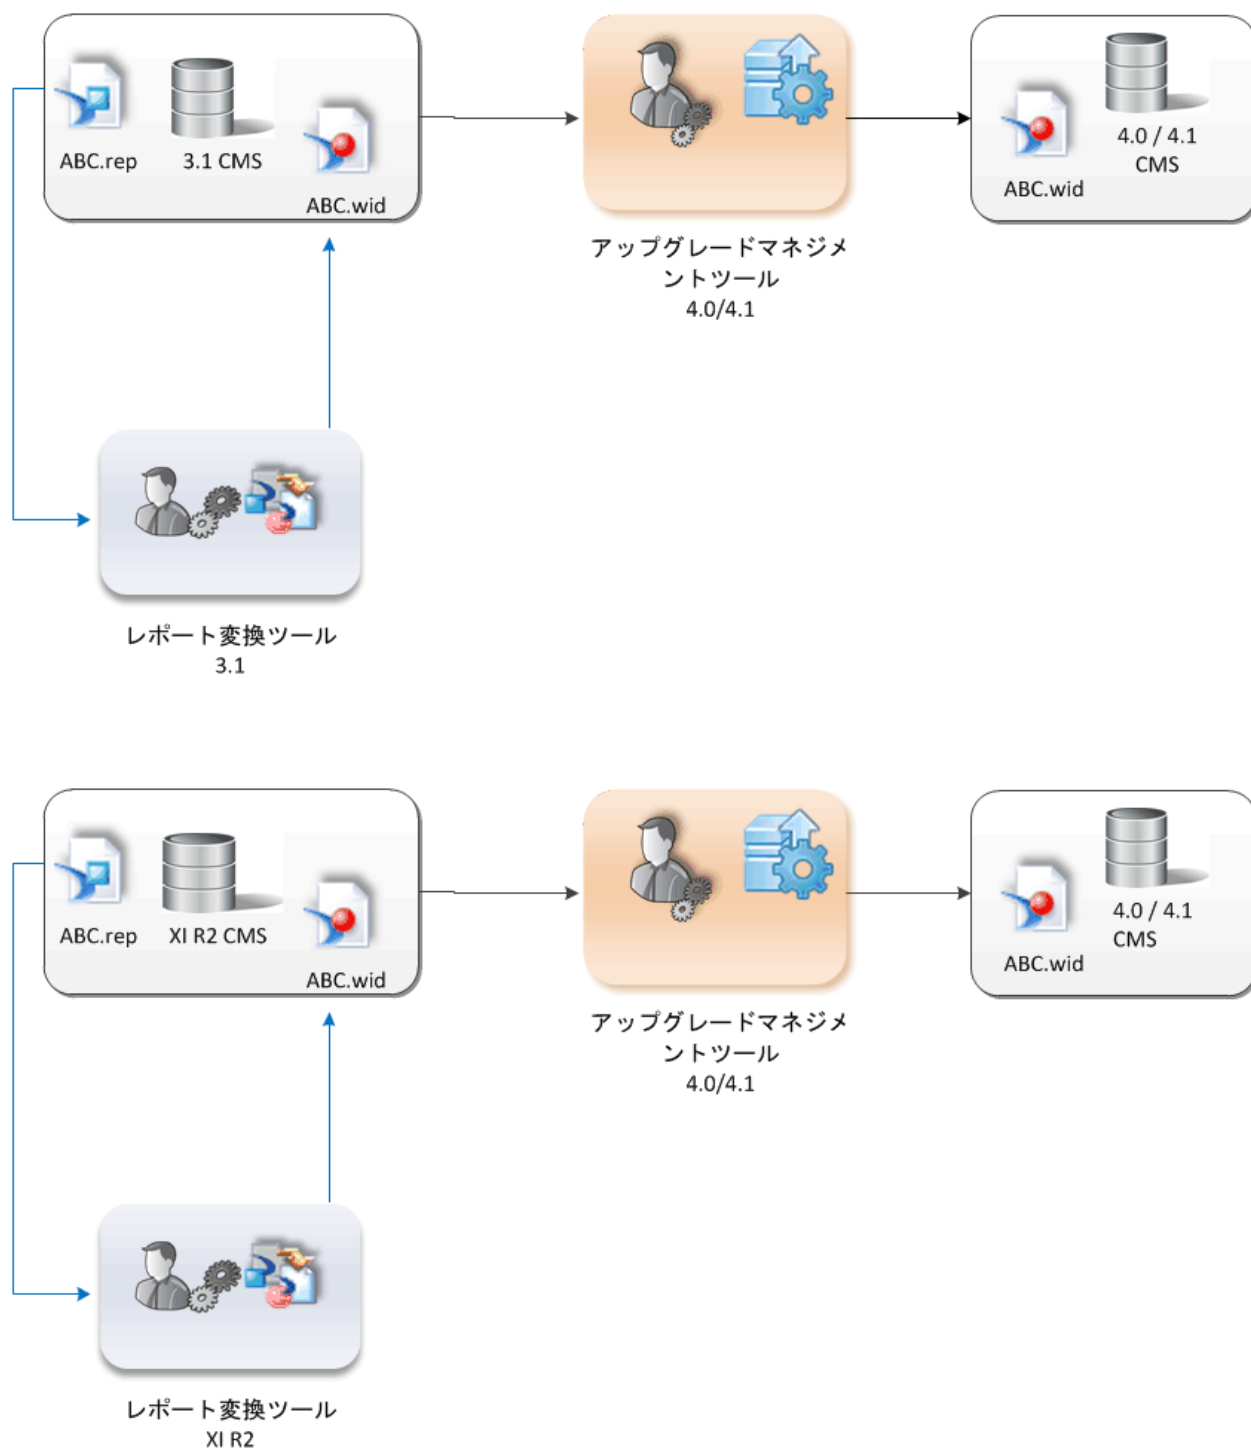 ABC.rep
3.1 CMS
ABC.wid
アップグレードマネジメ
ントツール
4.0/4.1
ABC.wid
4.0 / 4.1
CMS
レポート変換ツール
3.1
ABC.rep
XI R2 CMS
ABC.wid
アップグレードマネジメ
ントツール
4.0/4.1
ABC.wid
4.0 / 4.1
CMS
レポート変換ツール
XI R2